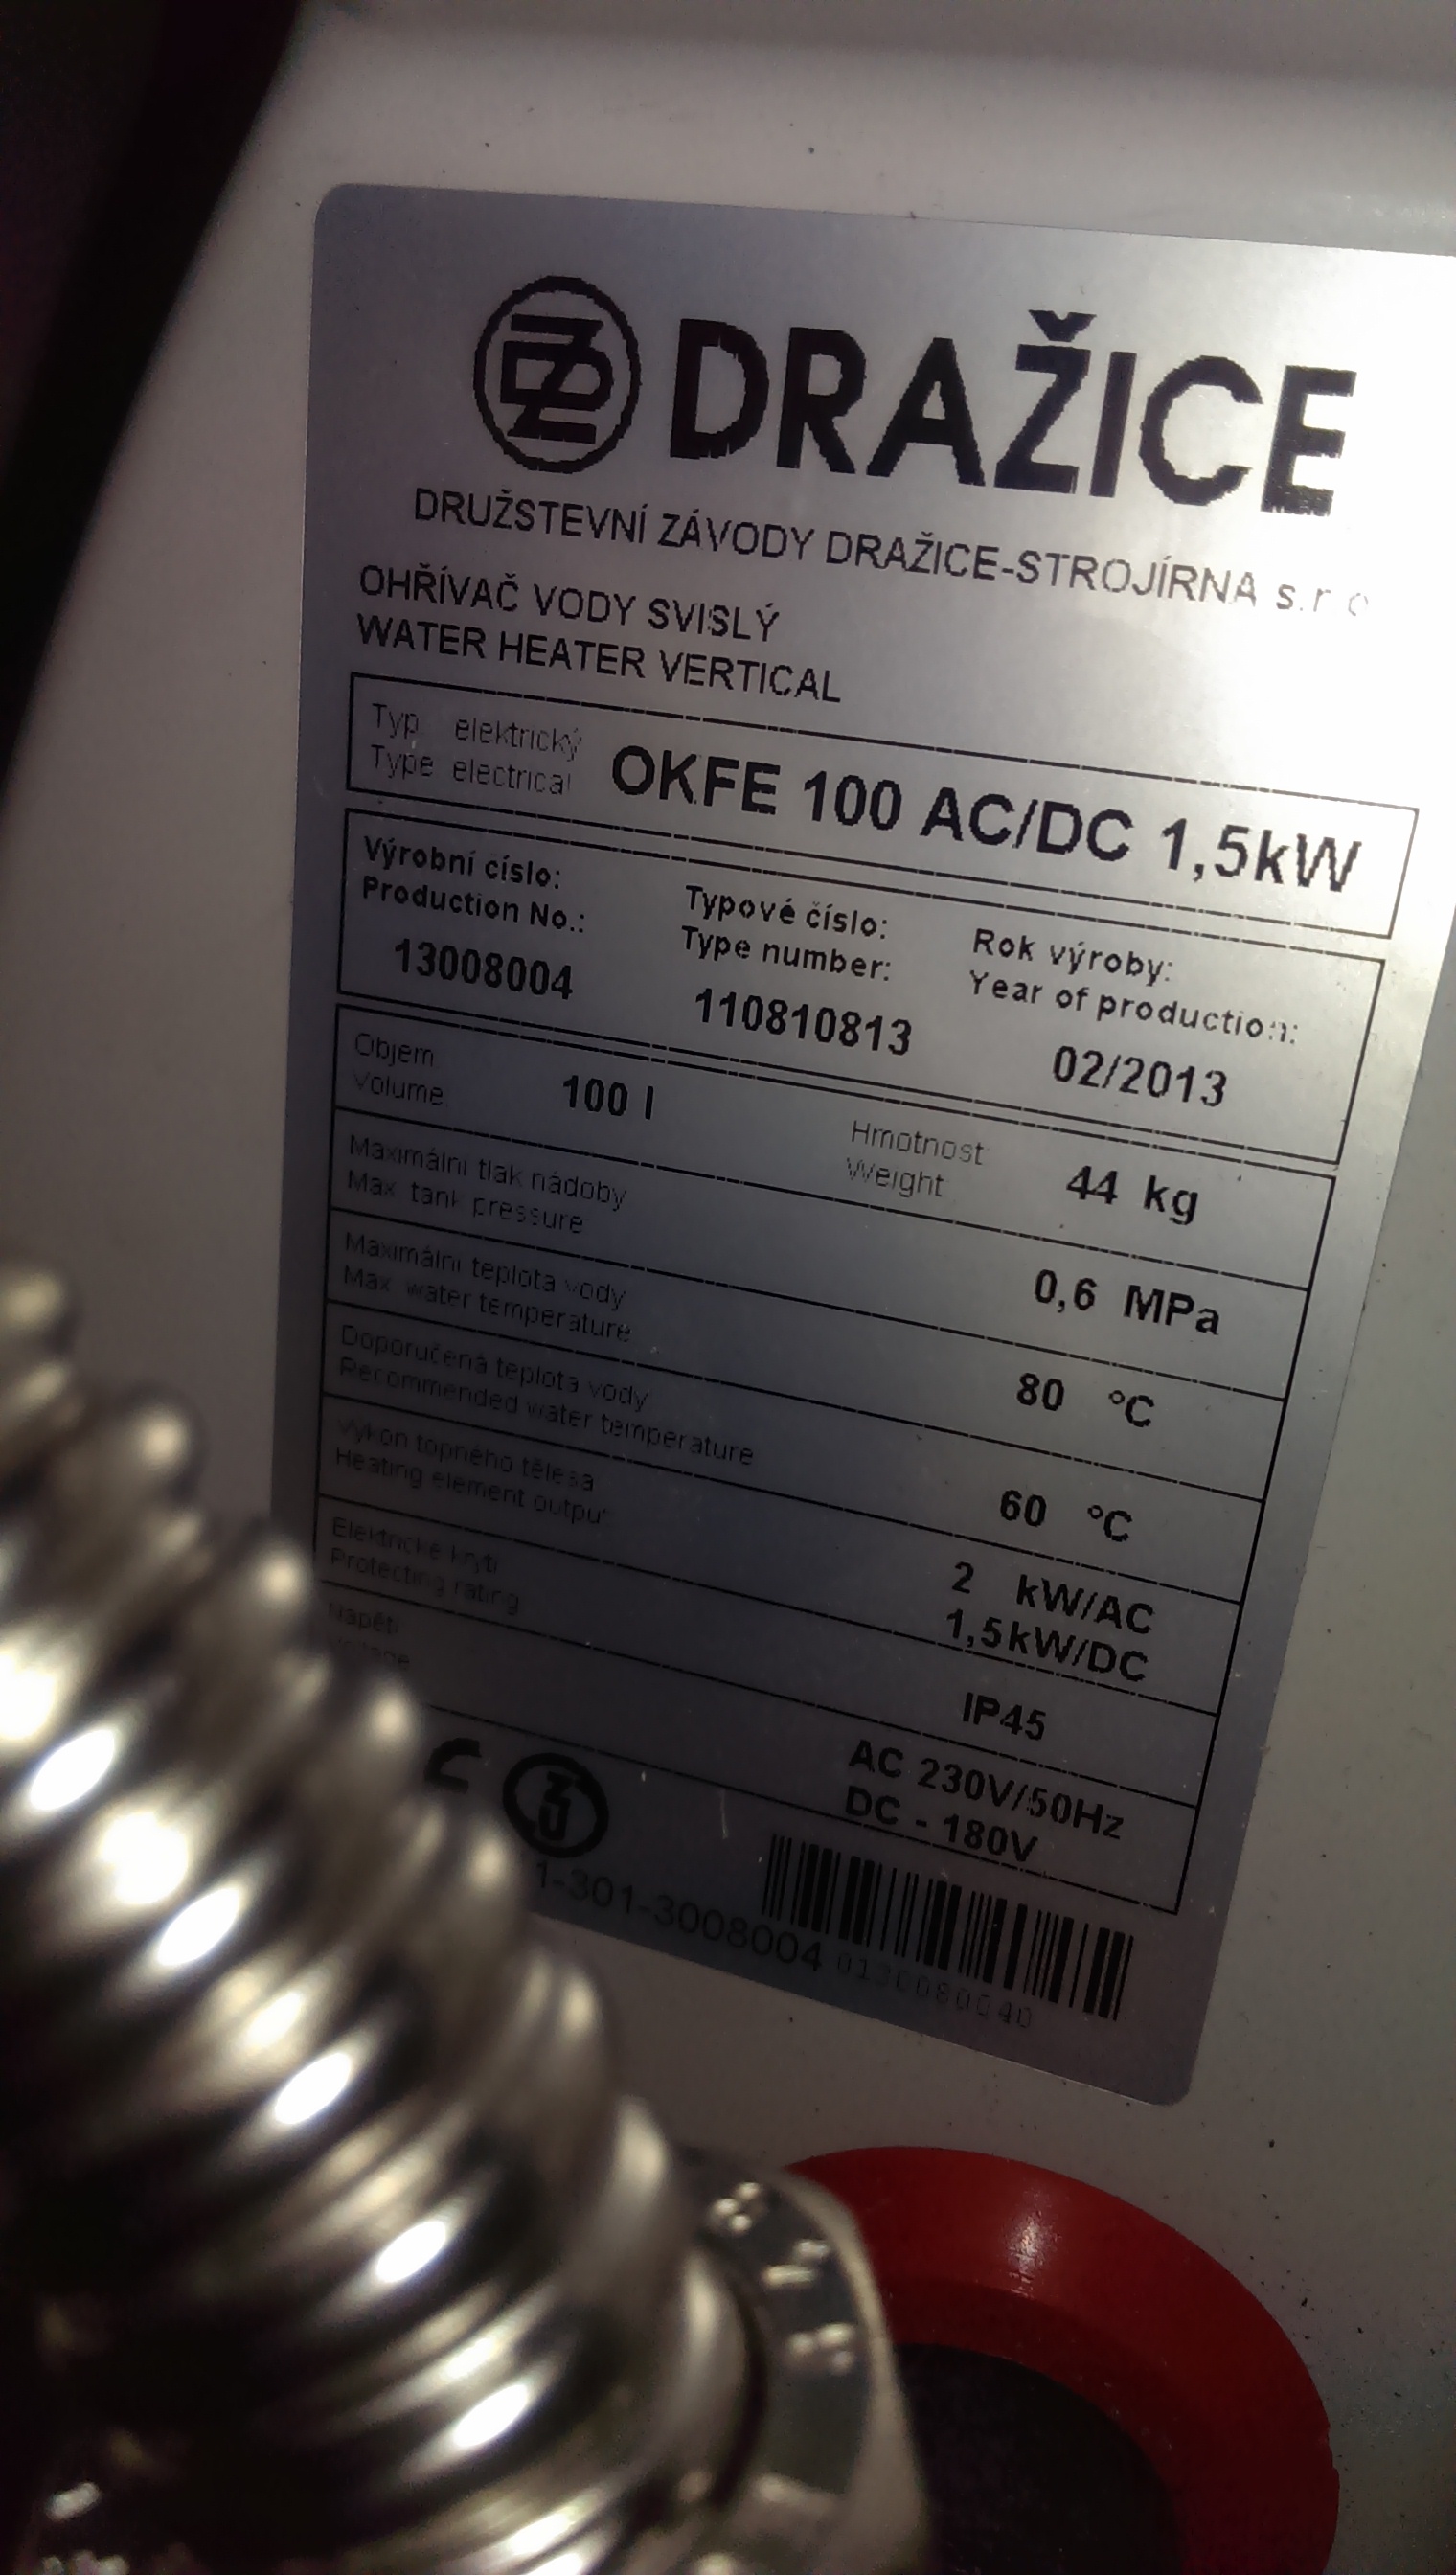 DRAŽICE
DRUŽSTEVNÍ ZÁVODY DRAŽICE-STROJÍRNA s.r.o
OHŘÍVAČ VODY SVISLÝ
WATER HEATER VERTICAL
Typ elektrický
Type electrical
OKFE 100 AC/DC 1,5kW
Výrobní císlo:
Production No.:
13008004
Typové číslo:
Type number:
110810813
Rok výroby:
Year of production:
02/2013
Objem
Volume
100 l
Hmotnost
Weight
44 kg
Maximální tlak nádoby
Max tank pressure
0,6 MPa
Maximální teplota vody
Max water temperature
80 °C
Doporučená teplota vody
Recommended water temperature
60 °C
Výkon topného tělesa
Heating element output
2 kW/AC
1,5kW/DC
Elektrické krytí
Protecting rating
IP45
Napětí
Voltage
AC 230V/50Hz
DC - 180V
1-301-3008004
0130080040